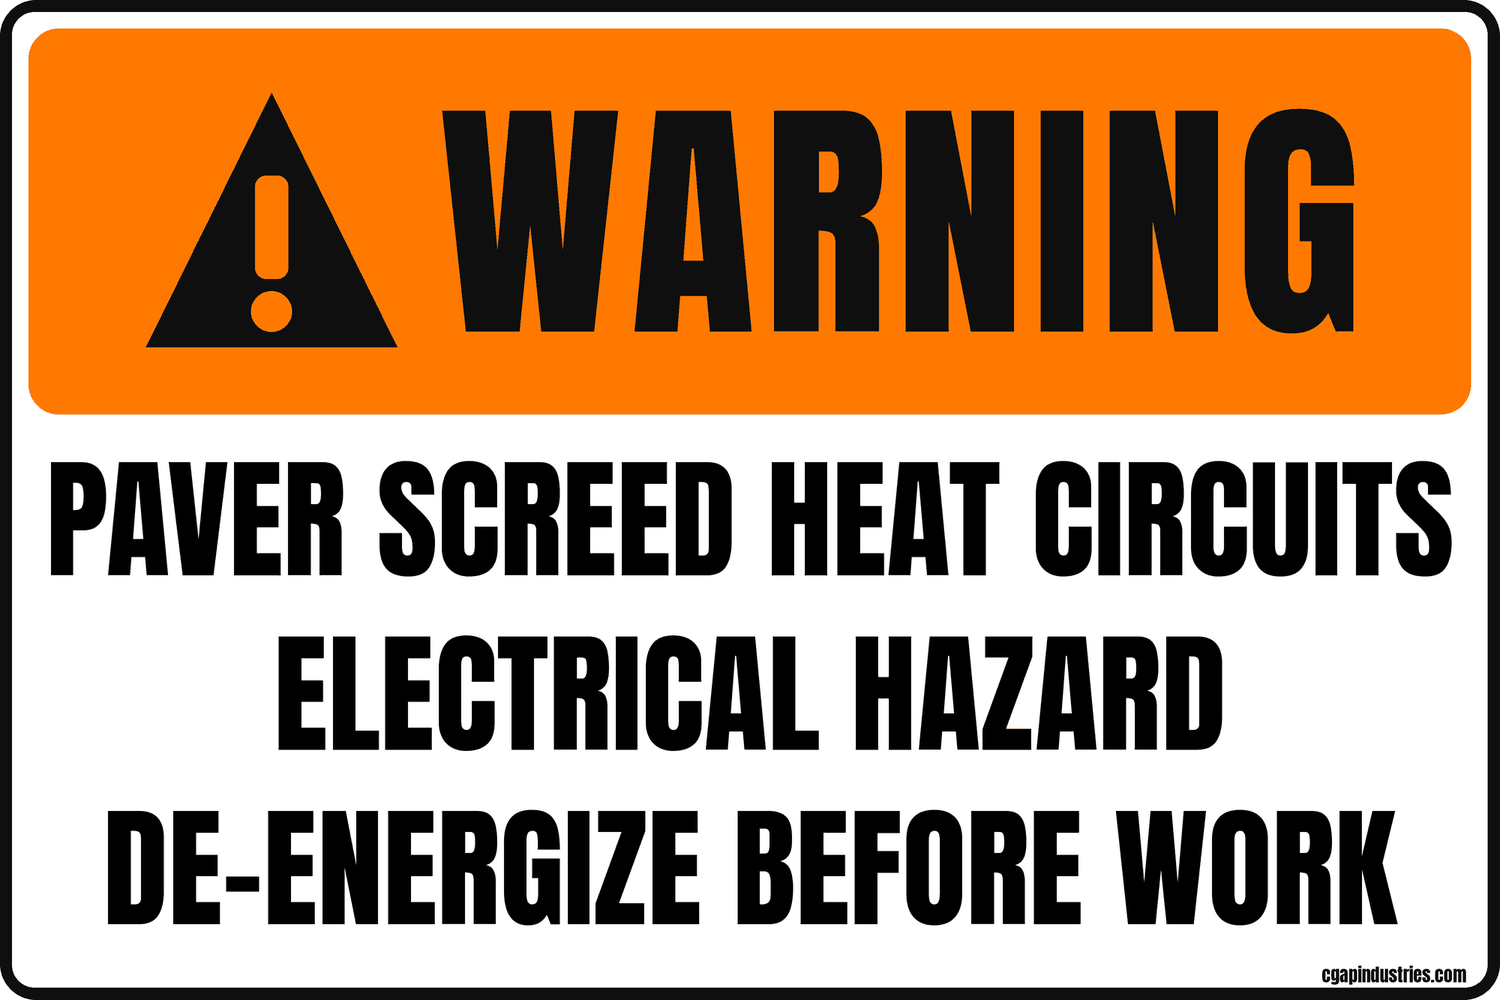 WARNING
PAVER SCREED HEAT CIRCUITS
ELECTRICAL HAZARD
DE-ENERGIZE BEFORE WORK
cgapindustries.com